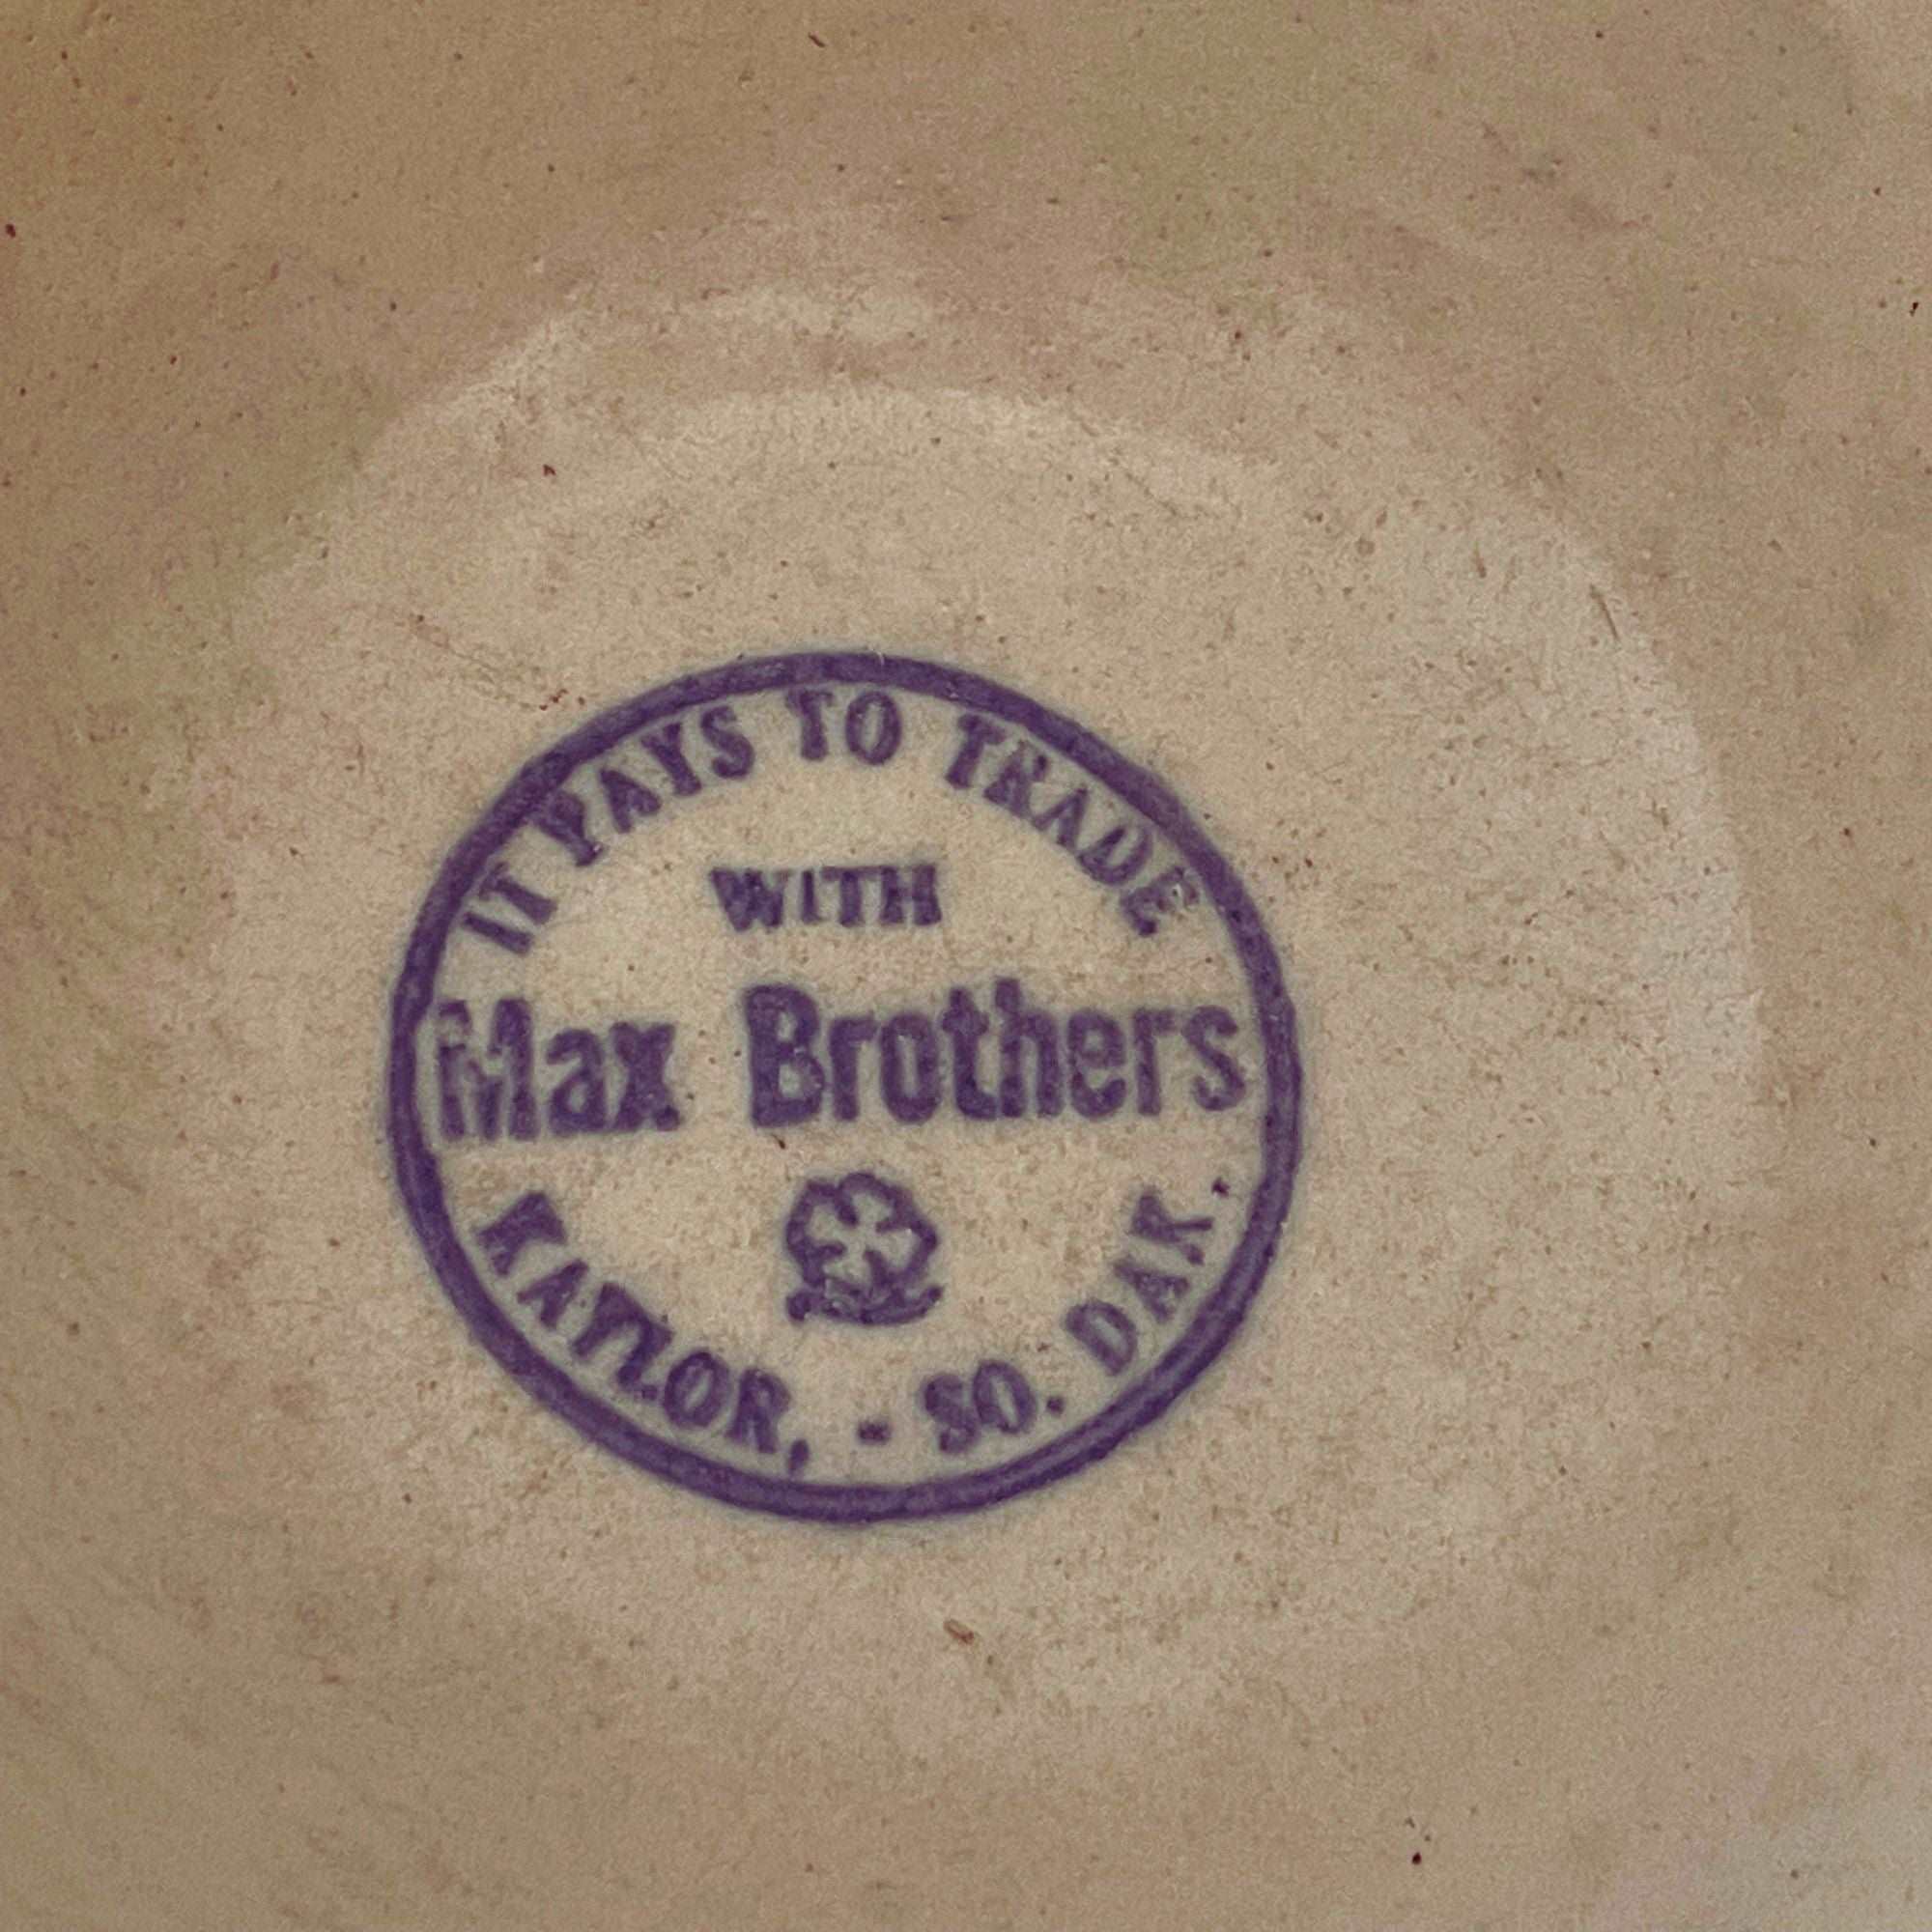 IT PAYS TO TRADE
WITH
Max Brothers
KAYLOR, - SO. DAK.